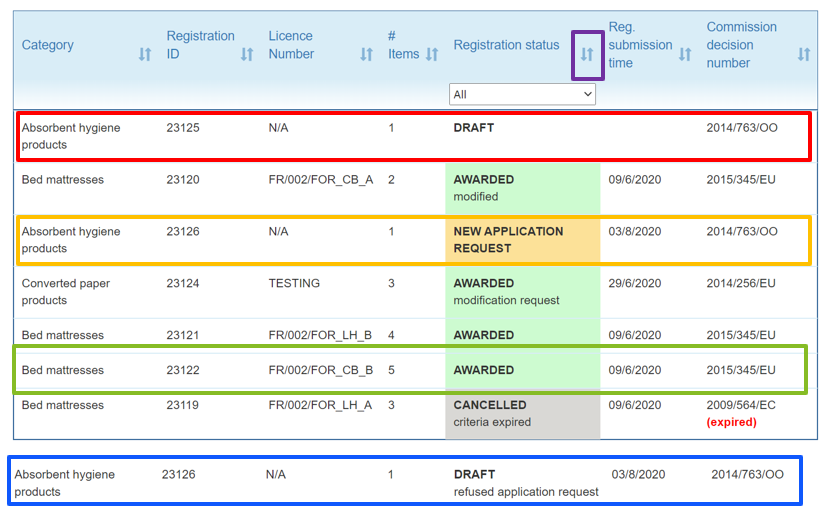 Category Registration ID Licence Number # Items Registration status Reg. submission time Commission decision number
All
Absorbent hygiene products 23125 N/A 1 DRAFT 2014/763/OO
Bed mattresses 23120 FR/002/FOR_CB_A 2 AWARDED modified 09/6/2020 2015/345/EU
Absorbent hygiene products 23126 N/A 1 NEW APPLICATION REQUEST 03/8/2020 2014/763/OO
Converted paper products 23124 TESTING 3 AWARDED modification request 29/6/2020 2014/256/EU
Bed mattresses 23121 FR/002/FOR_LH_B 4 AWARDED 09/6/2020 2015/345/EU
Bed mattresses 23122 FR/002/FOR_CB_B 5 AWARDED 09/6/2020 2015/345/EU
Bed mattresses 23119 FR/002/FOR_LH_A 3 CANCELLED criteria expired 09/6/2020 2009/564/EC (expired)
Absorbent hygiene products 23126 N/A 1 DRAFT refused application request 03/8/2020 2014/763/OO